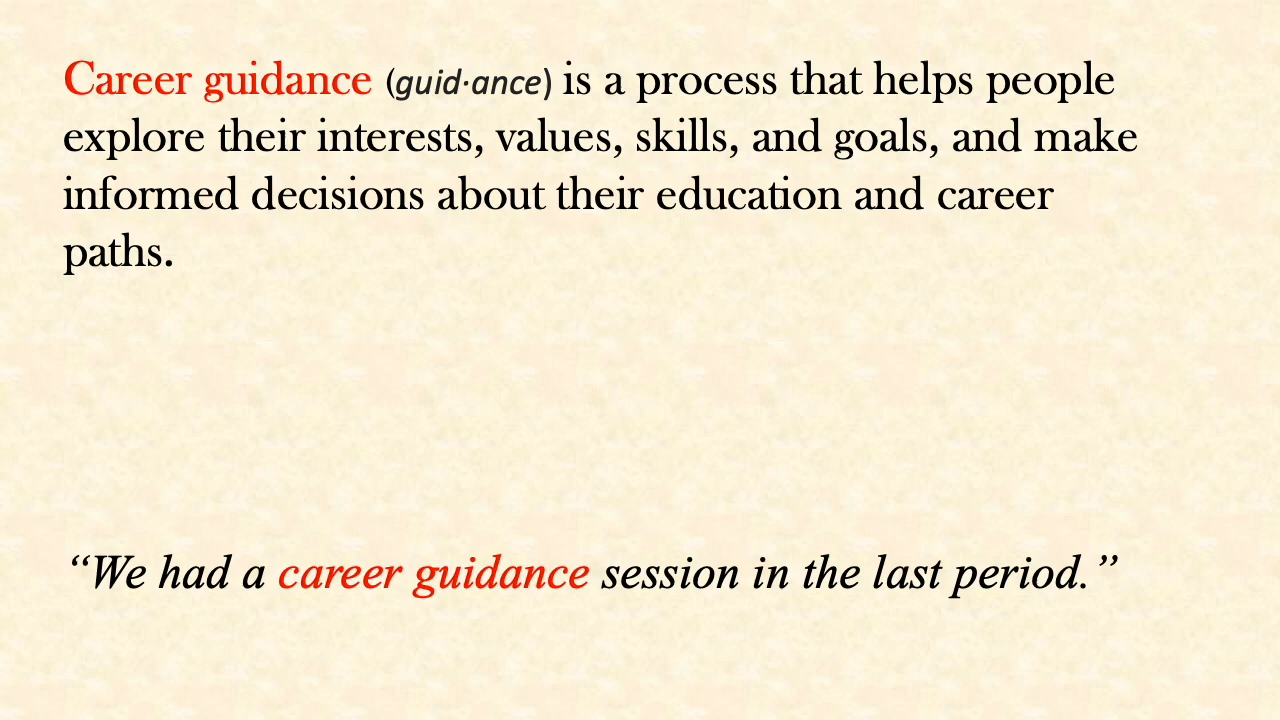 Career guidance (guid·ance) is a process that helps people
explore their interests, values, skills, and goals, and make
informed decisions about their education and career
paths.
“We had a career guidance session in the last period.”